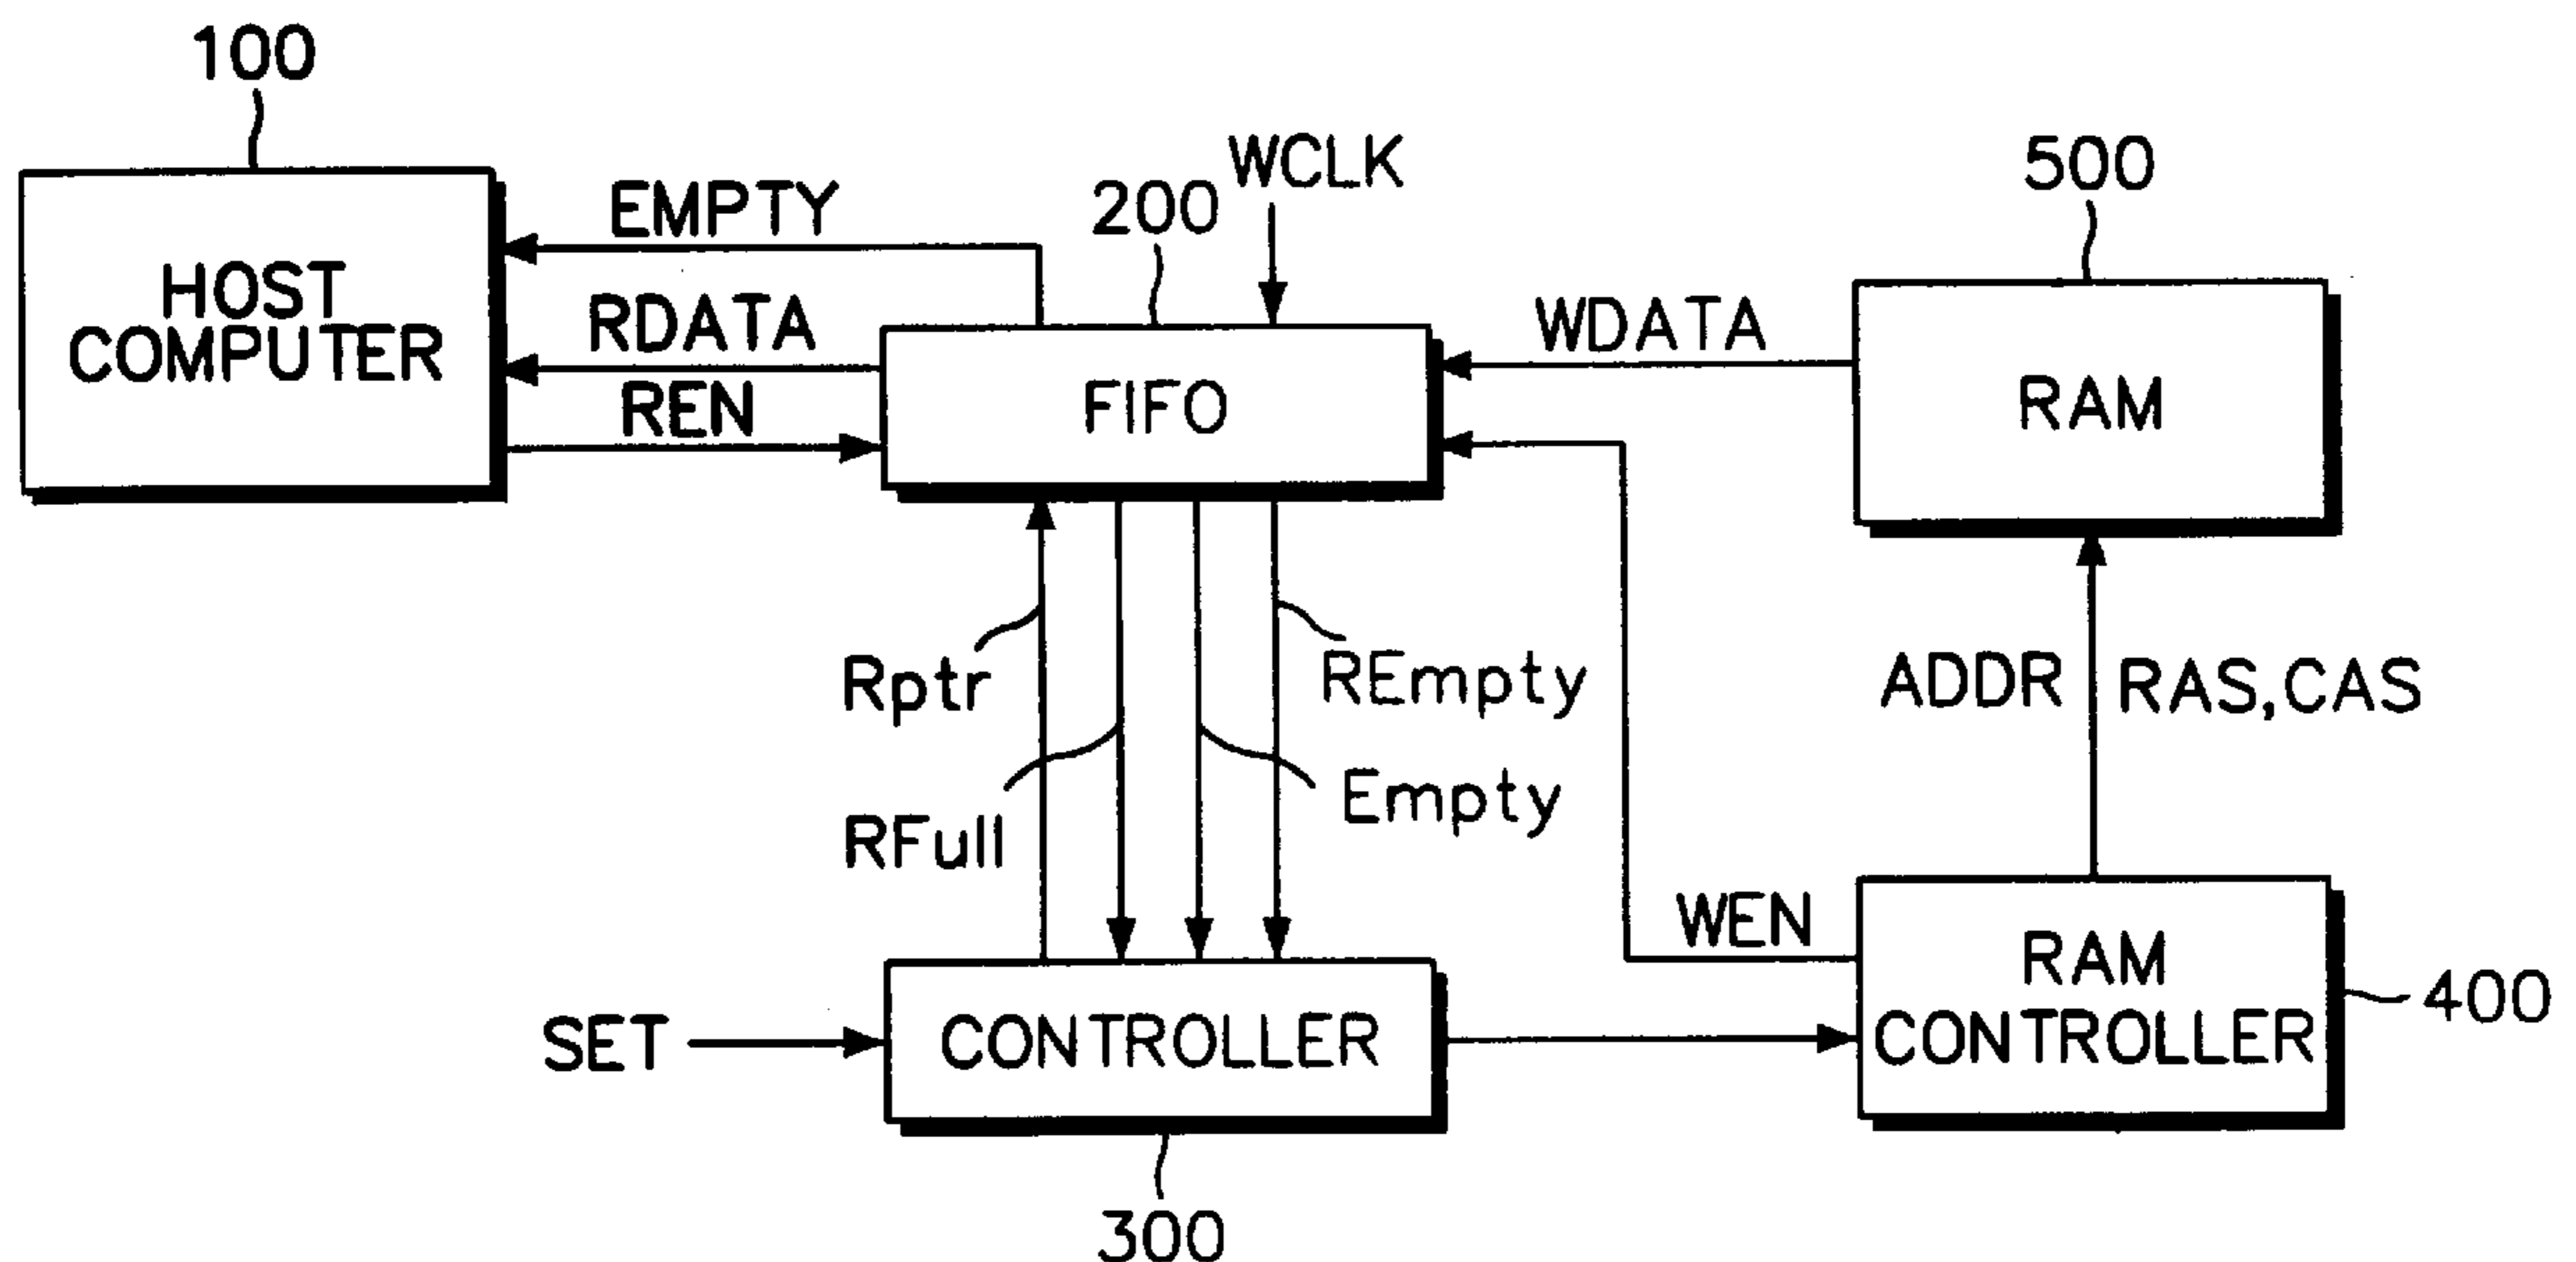 100
HOST
COMPUTER
EMPTY
RDATA
REN
200
WCLK
FIFO
WDATA
500
RAM
Rptr
RFull
REmpty
Empty
ADDR
RAS,CAS
WEN
SET
CONTROLLER
300
RAM
CONTROLLER
400